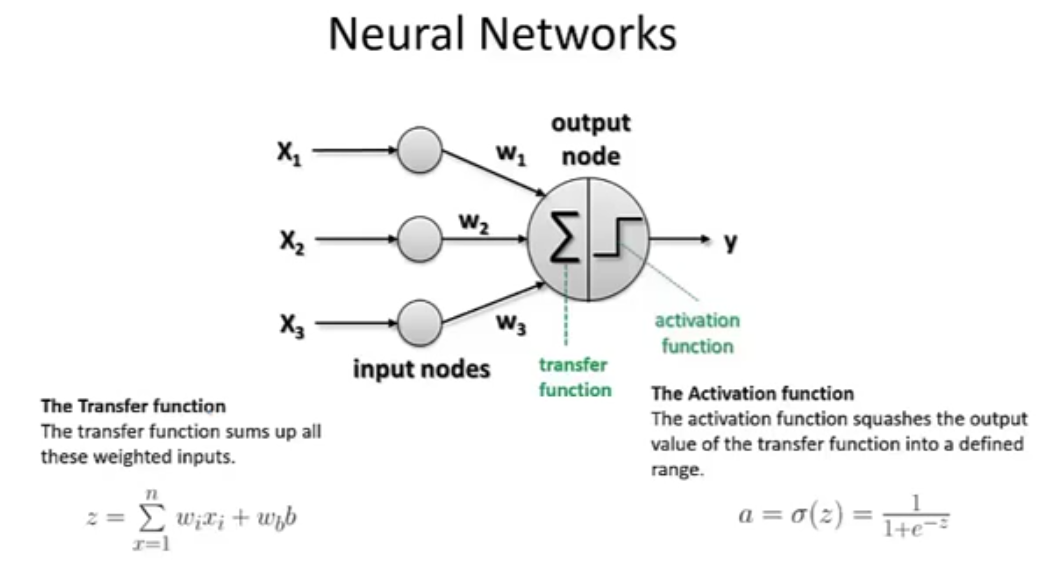 Neural Networks
output
node
X₁
w₁
X₂
w₂
Σ
y
X₃
w₃
activation
function
input nodes
transfer
function
The Transfer function
The transfer function sums up all
these weighted inputs.
z = \sum_{x=1}^{n} w_i x_i + w_b b
The Activation function
The activation function squashes the output
value of the transfer function into a defined
range.
a = σ(z) = \frac{1}{1+e^{-z}}